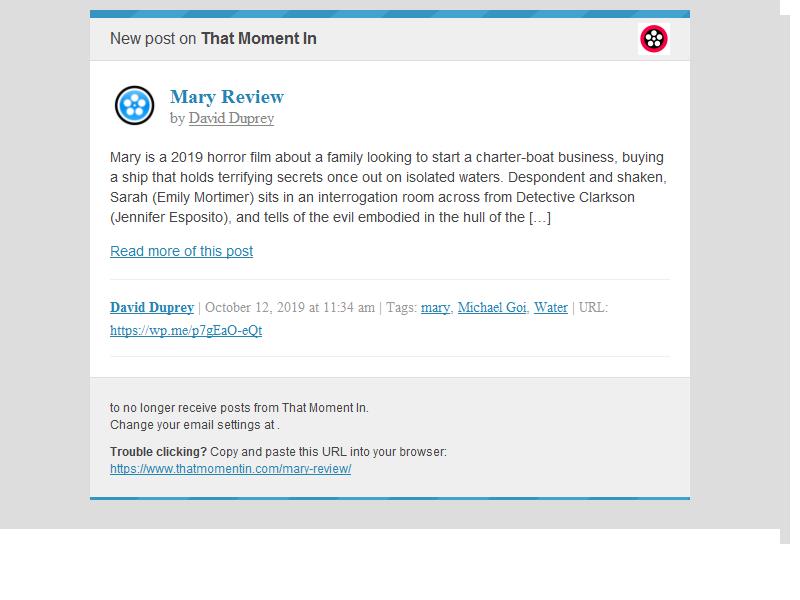 New post on That Moment In
Mary Review
by David Duprey
Mary is a 2019 horror film about a family looking to start a charter-boat business, buying
a ship that holds terrifying secrets once out on isolated waters. Despondent and shaken,
Sarah (Emily Mortimer) sits in an interrogation room across from Detective Clarkson
(Jennifer Esposito), and tells of the evil embodied in the hull of the […]
Read more of this post
David Duprey | October 12, 2019 at 11:34 am | Tags: mary, Michael Goi, Water | URL:
https://wp.me/p7gEaO-eQt
to no longer receive posts from That Moment In.
Change your email settings at .
Trouble clicking? Copy and paste this URL into your browser:
https://www.thatmomentin.com/mary-review/